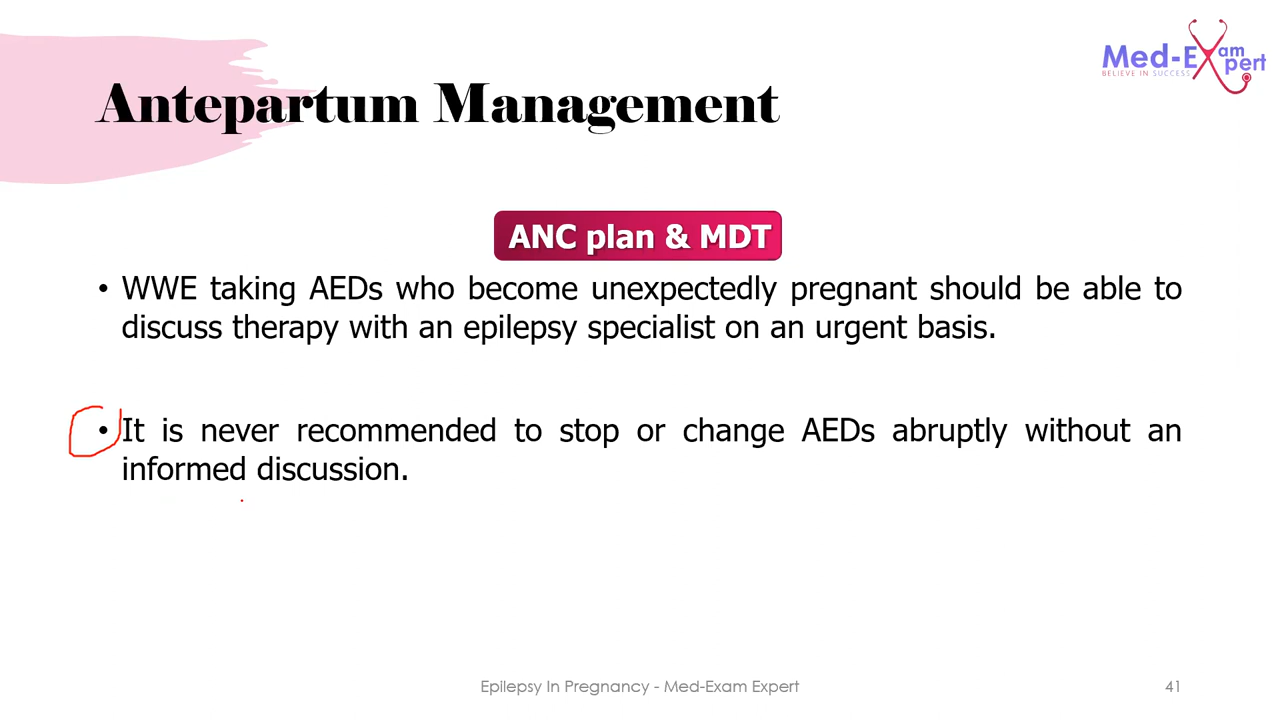 Med-Exam
Expert
BELIEVE IN SUCCESS
Antepartum Management
ANC plan & MDT
• WWE taking AEDs who become unexpectedly pregnant should be able to
discuss therapy with an epilepsy specialist on an urgent basis.
• It is never recommended to stop or change AEDs abruptly without an
informed discussion.
Epilepsy In Pregnancy - Med-Exam Expert
41